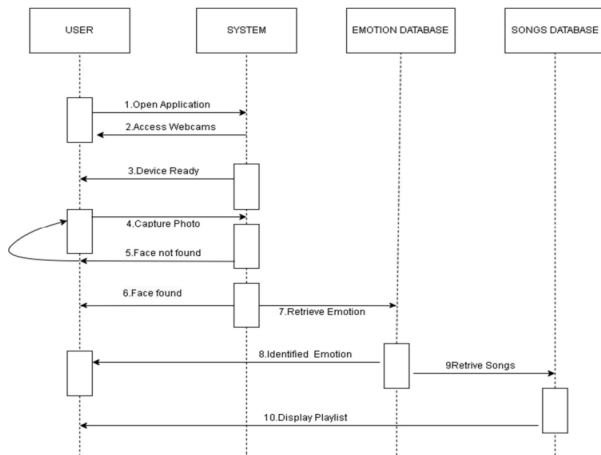 USER
SYSTEM
EMOTION DATABASE
SONGS DATABASE
1.Open Application
2.Access Webcams
3.Device Ready
4.Capture Photo
5.Face not found
6.Face found
7.Retrieve Emotion
8.Identified Emotion
9Retrive Songs
10.Display Playlist